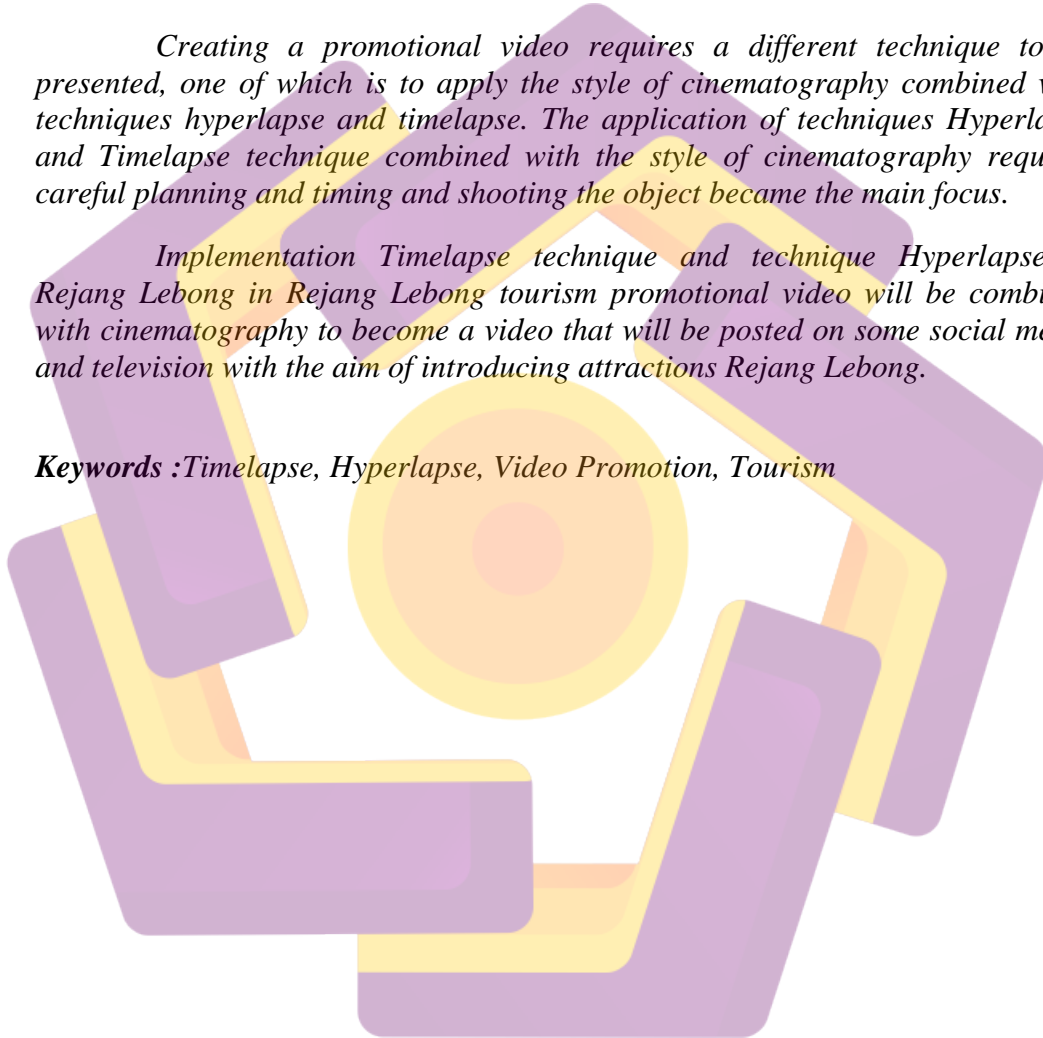 Creating a promotional video requires a different technique to
presented, one of which is to apply the style of cinematography combined
techniques hyperlapse and timelapse. The application of techniques
and Timelapse technique combined with the style of cinematography
careful planning and timing and shooting the object became the main focus.
Implementation Timelapse technique and technique Hyperlapse
Rejang Lebong in Rejang Lebong tourism promotional video will be
with cinematography to become a video that will be posted on some social
and television with the aim of introducing attractions Rejang Lebong.
Keywords :Timelapse, Hyperlapse, Video Promotion, Tourism